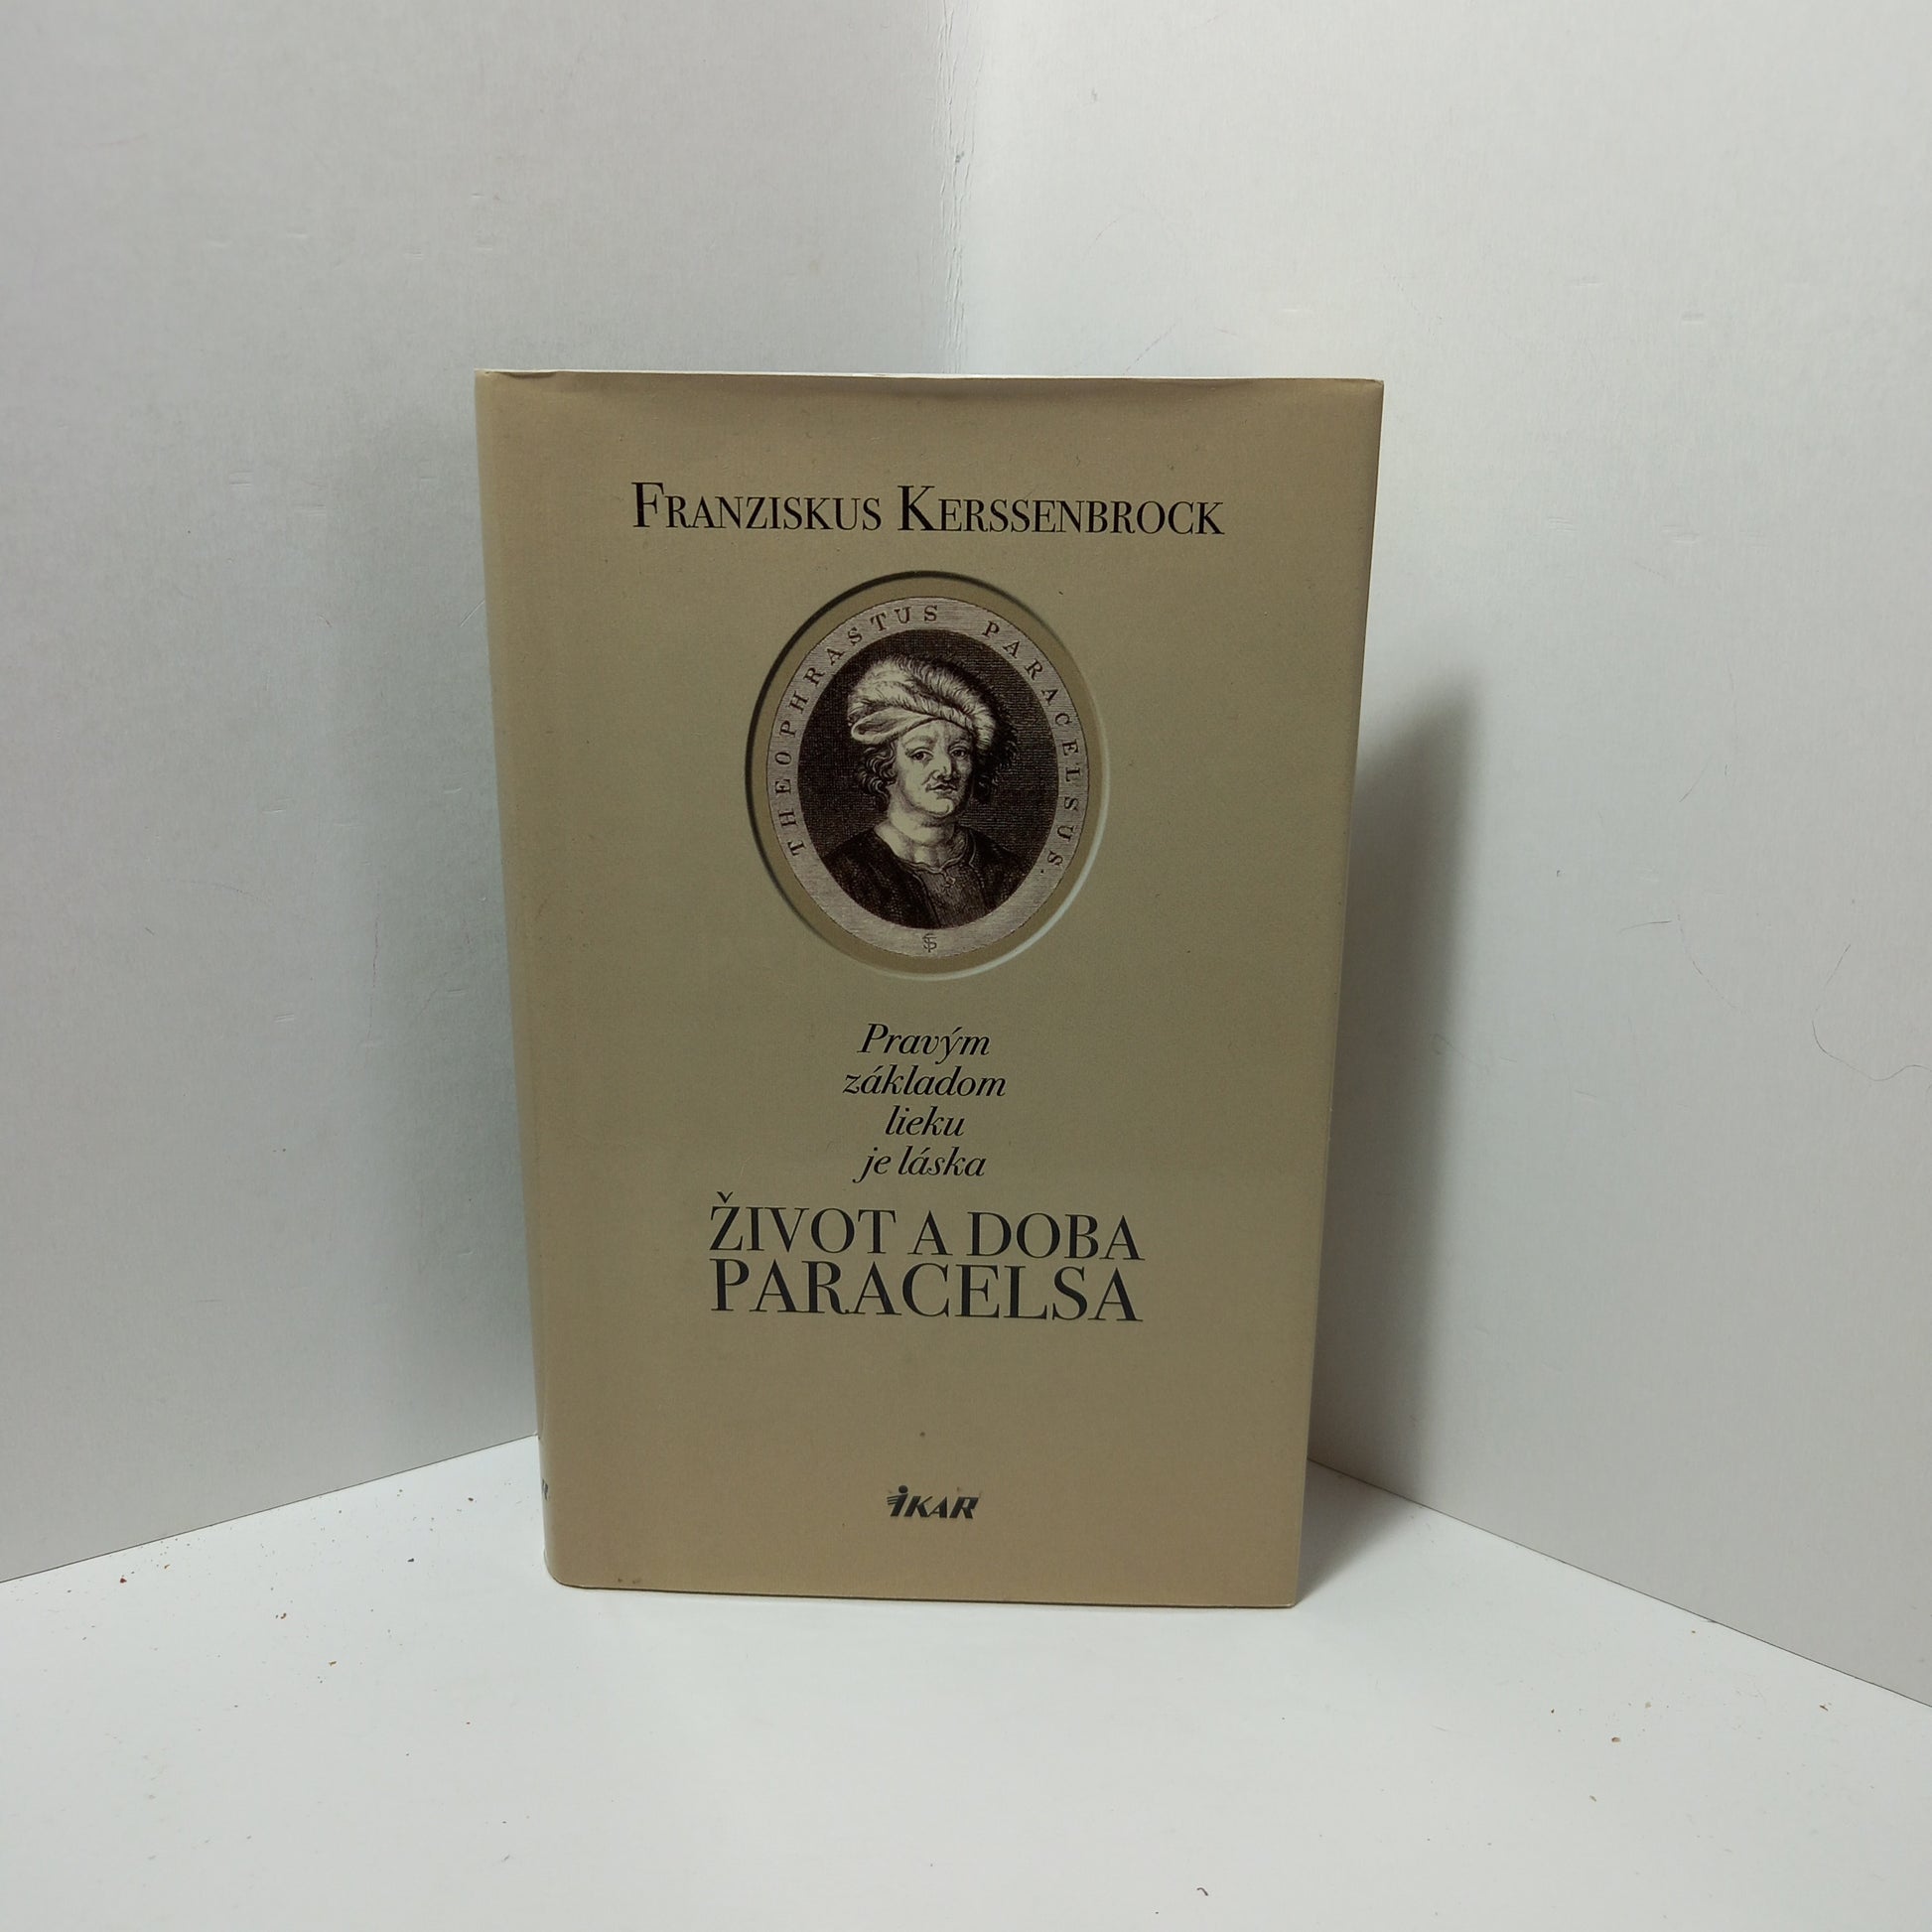 FRANZISKUS KERSSENBROCK
THEOPHRASTUS PARACELSUS.
Pravým
základom
lieku
je láska
ŽIVOT A DOBA
PARACELSA
IKAR